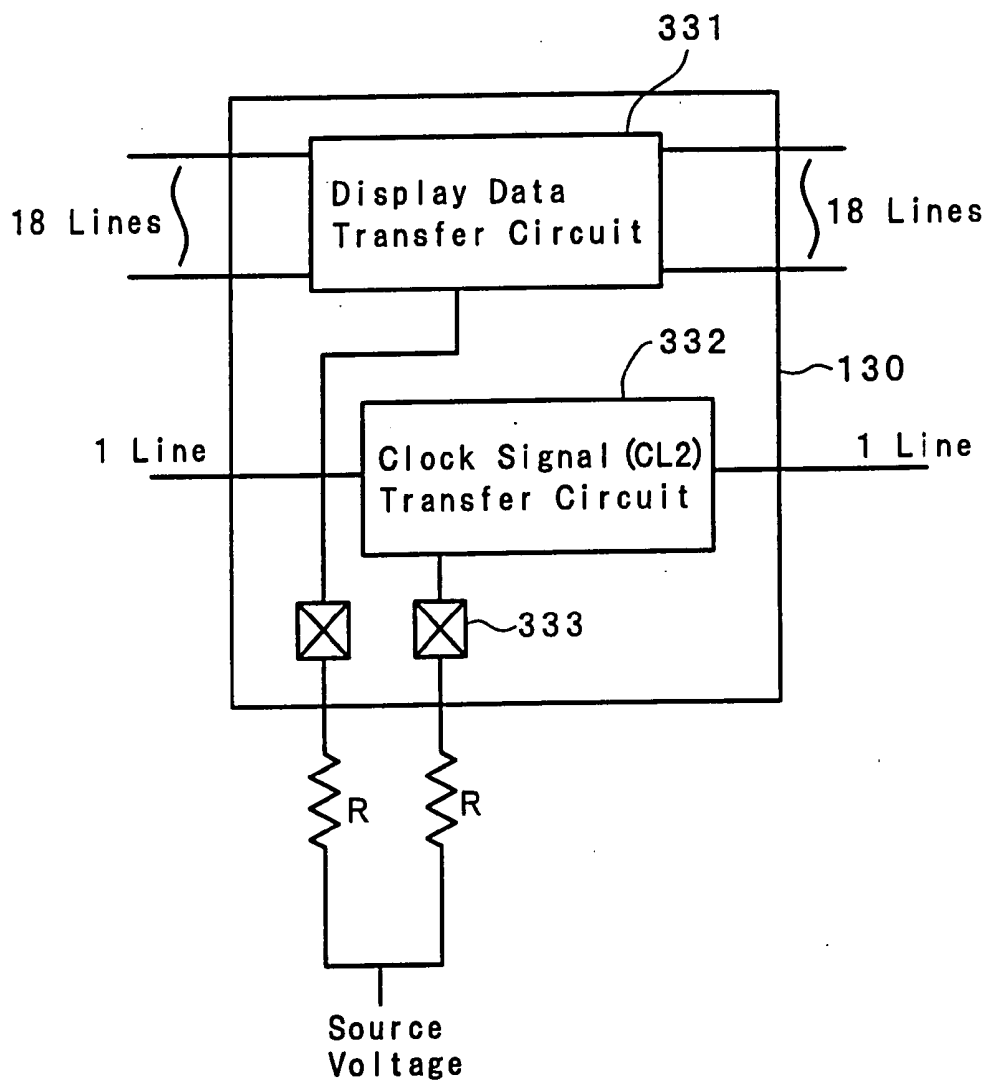 331
Display Data
Transfer Circuit
18 Lines
18 Lines
332
130
1 Line
Clock Signal (CL2)
Transfer Circuit
1 Line
333
R
R
Source
Voltage